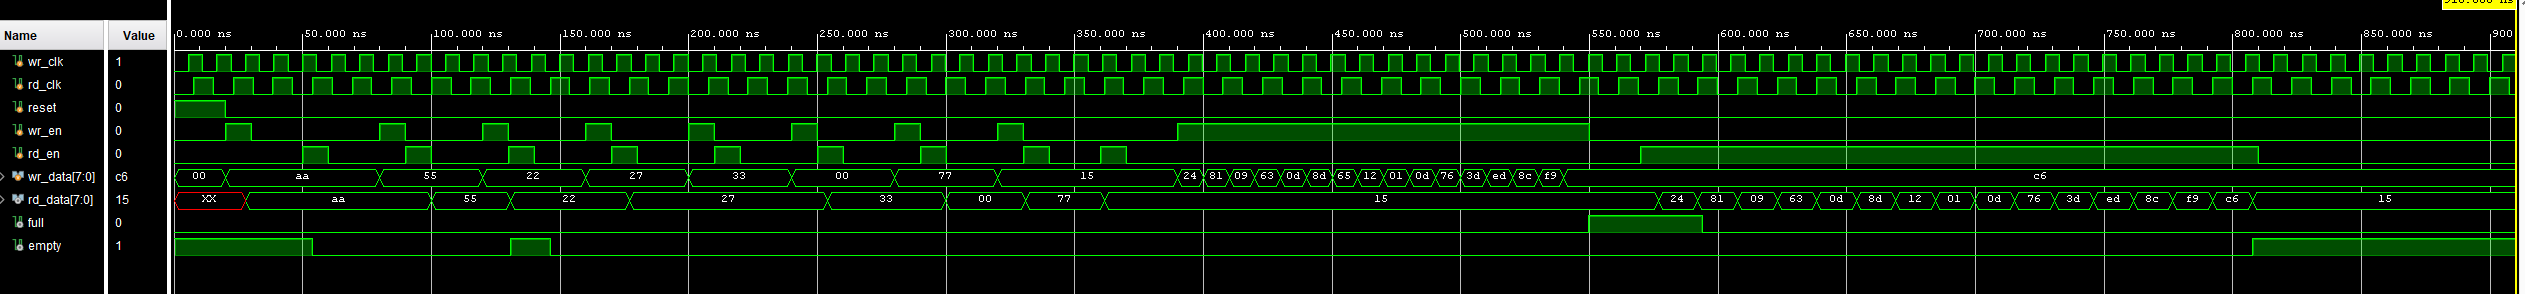 Name Value 0.000 ns 50.000 ns 100.000 ns 150.000 ns 200.000 ns 250.000 ns 300.000 ns 350.000 ns 400.000 ns 450.000 ns 500.000 ns 550.000 ns 600.000 ns 650.000 ns 700.000 ns 750.000 ns 800.000 ns 850.000 ns 900
wr_clk 1
rd_clk 0
reset 0
wr_en 0
rd_en 0
wr_data[7:0] c6 00 aa 55 22 27 33 00 77 15 24 81 09 63 0d 8d 65 12 01 0d 76 3d ed 8c f9 c6
rd_data[7:0] 15 XX aa 55 22 27 33 00 77 15 24 81 09 63 0d 8d 12 01 0d 76 3d ed 8c f9 c6 15
full 0
empty 1